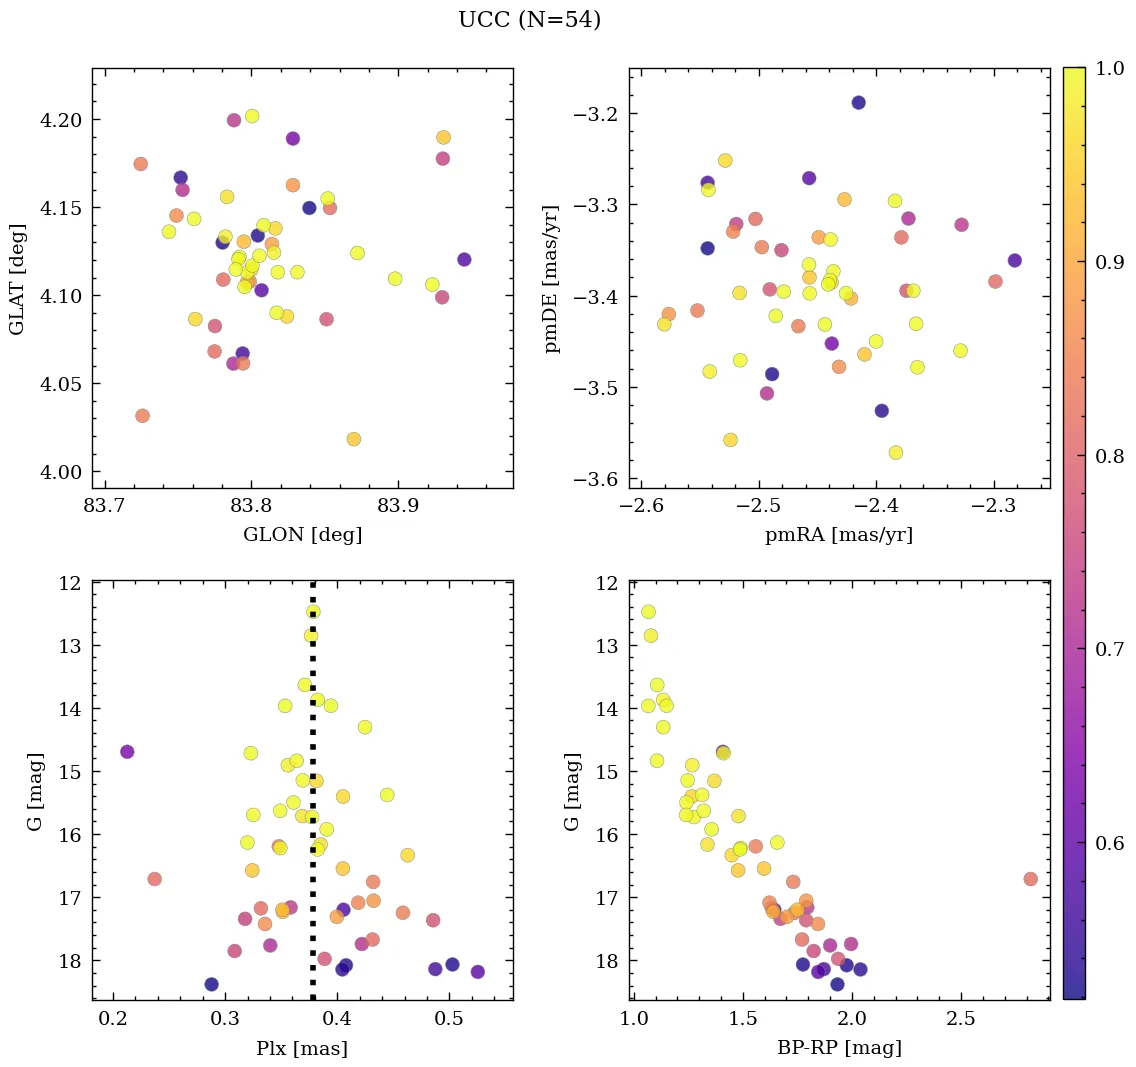 UCC (N=54)
4.20
4.15
4.10
4.05
4.00
GLAT [deg]
83.7 83.8 83.9
GLON [deg]
−3.2
−3.3
−3.4
−3.5
−3.6
pmDE [mas/yr]
−2.6 −2.5 −2.4 −2.3
pmRA [mas/yr]
1.0
0.9
0.8
0.7
0.6
12
13
14
15
16
17
18
G [mag]
0.2 0.3 0.4 0.5
Plx [mas]
12
13
14
15
16
17
18
G [mag]
1.0 1.5 2.0 2.5
BP-RP [mag]